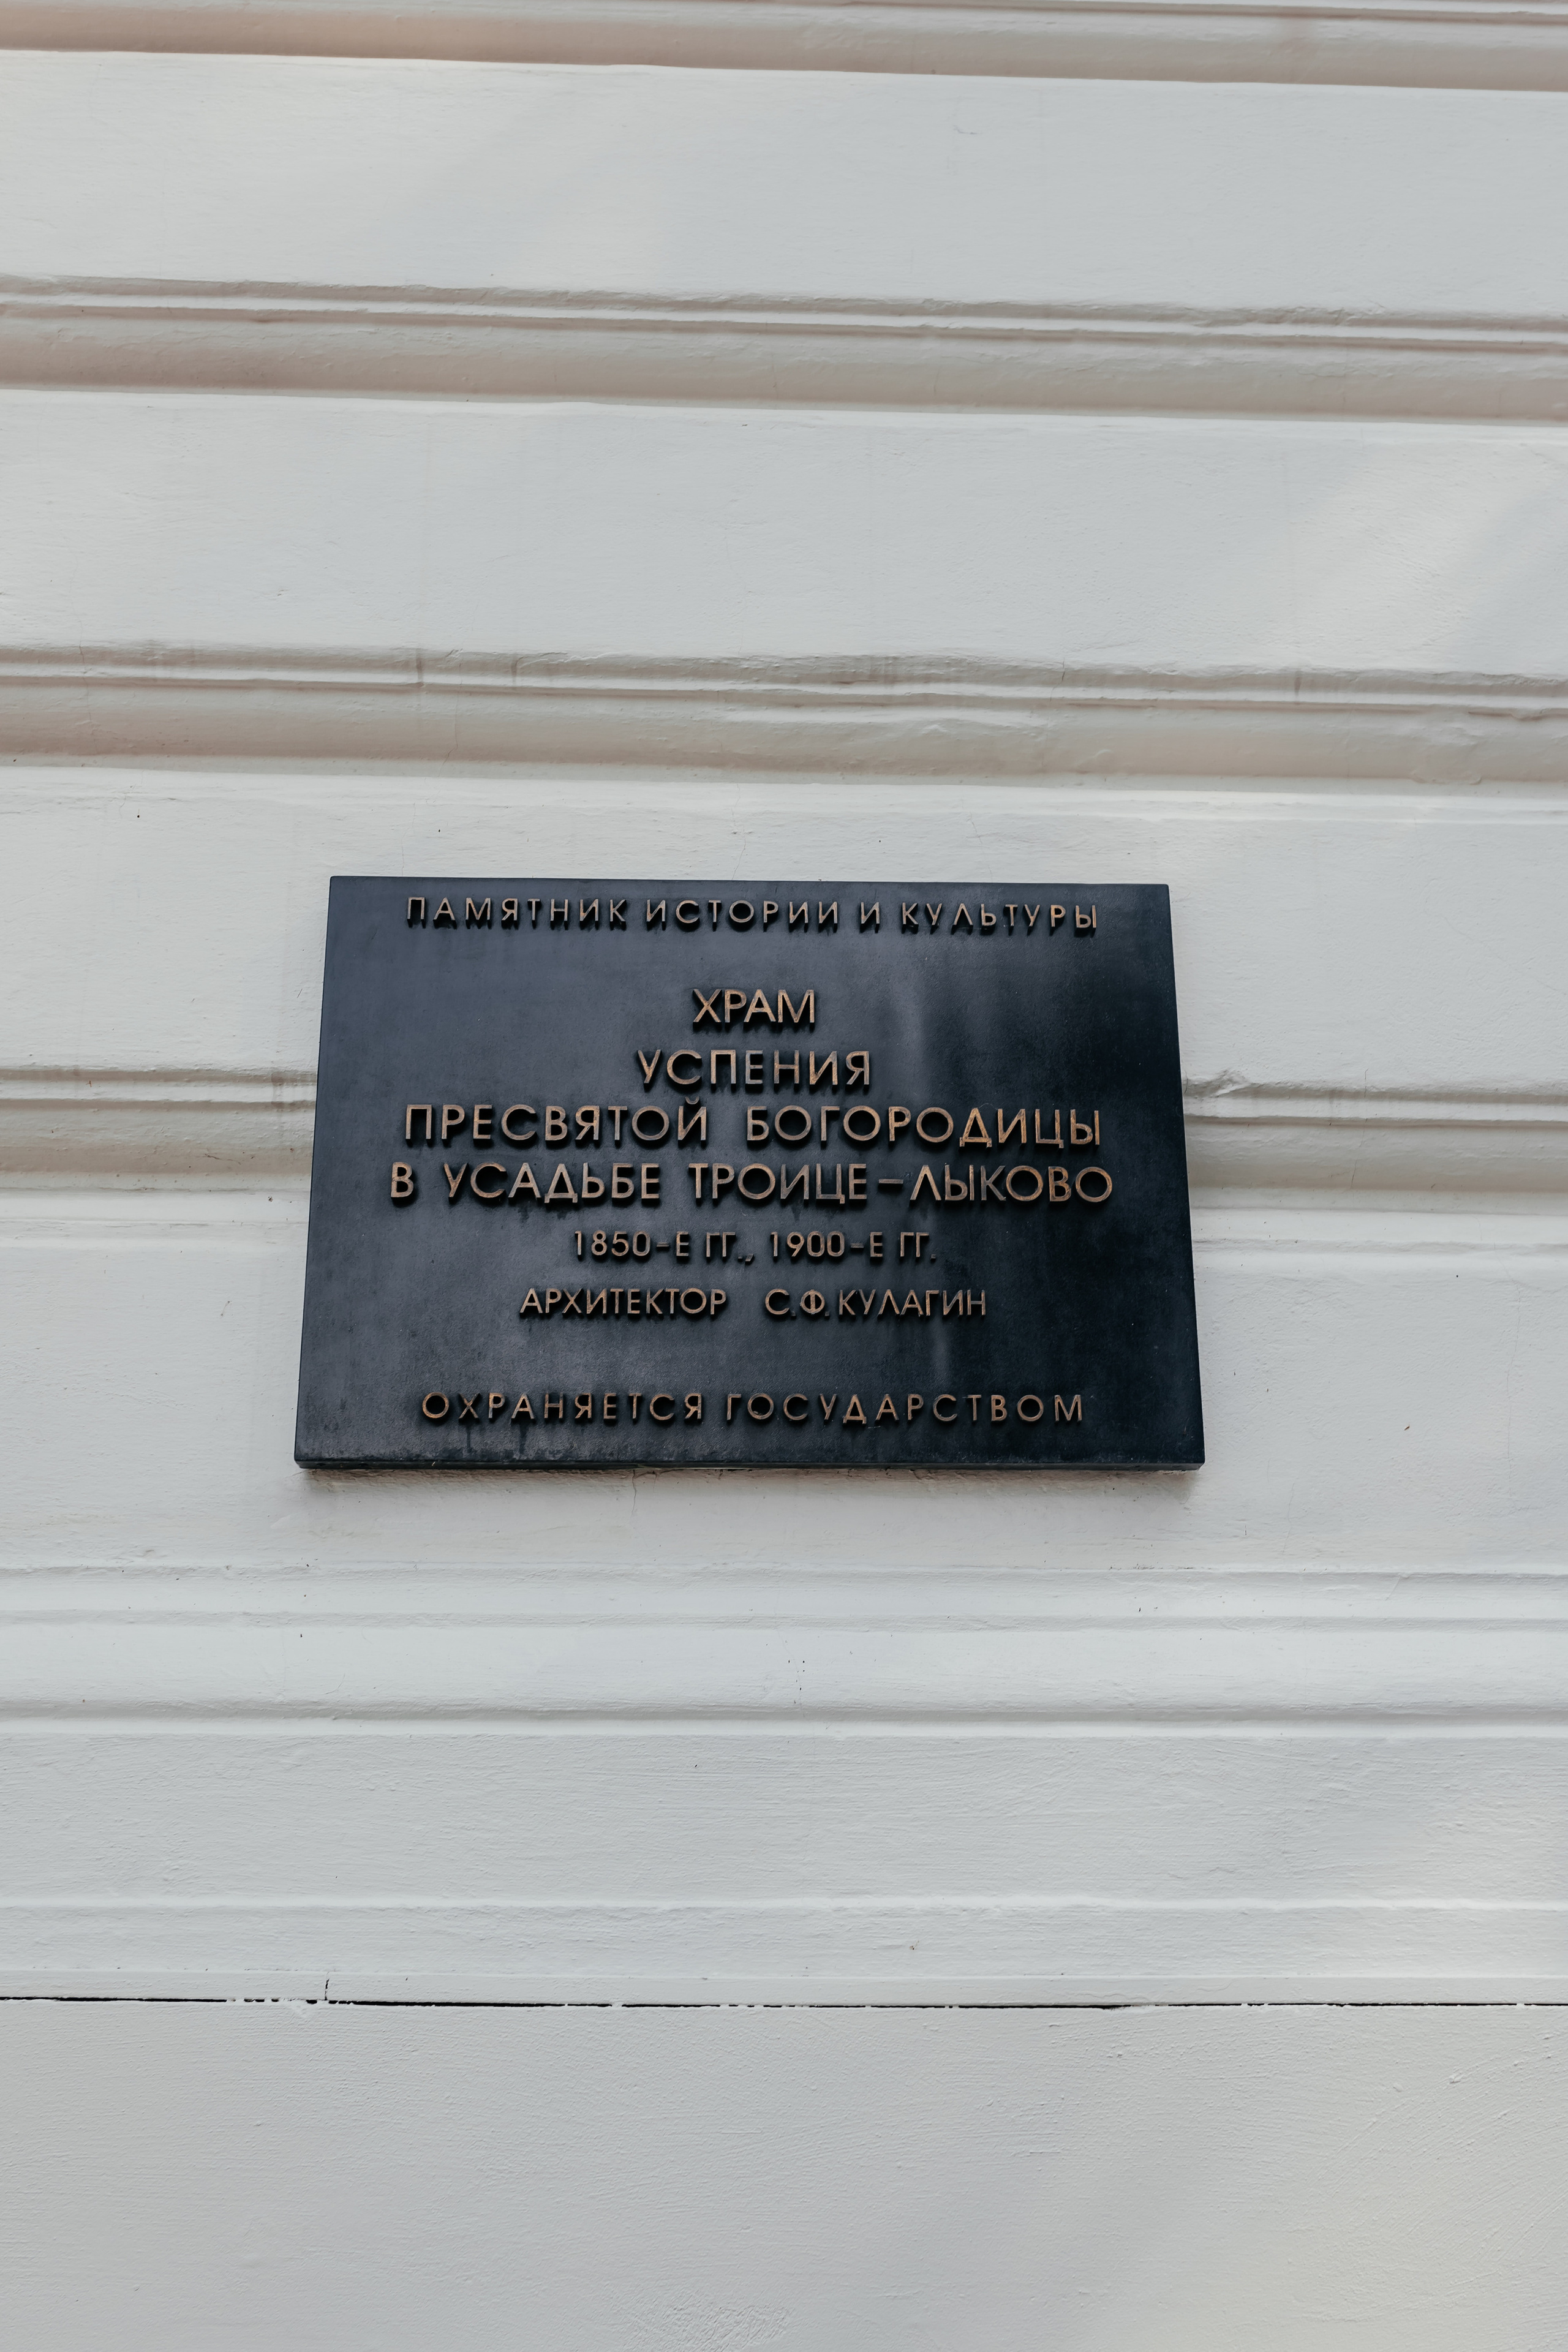 ПАМЯТНИК ИСТОРИИ И КУЛЬТУРЫ
ХРАМ
УСПЕНИЯ
ПРЕСВЯТОЙ БОГОРОДИЦЫ
В УСАДЬБЕ ТРОИЦЕ-ЛЫКОВО
1850-Е ГГ., 1900-Е ГГ.
АРХИТЕКТОР С.Ф.КУЛАГИН
ОХРАНЯЕТСЯ ГОСУДАРСТВОМ